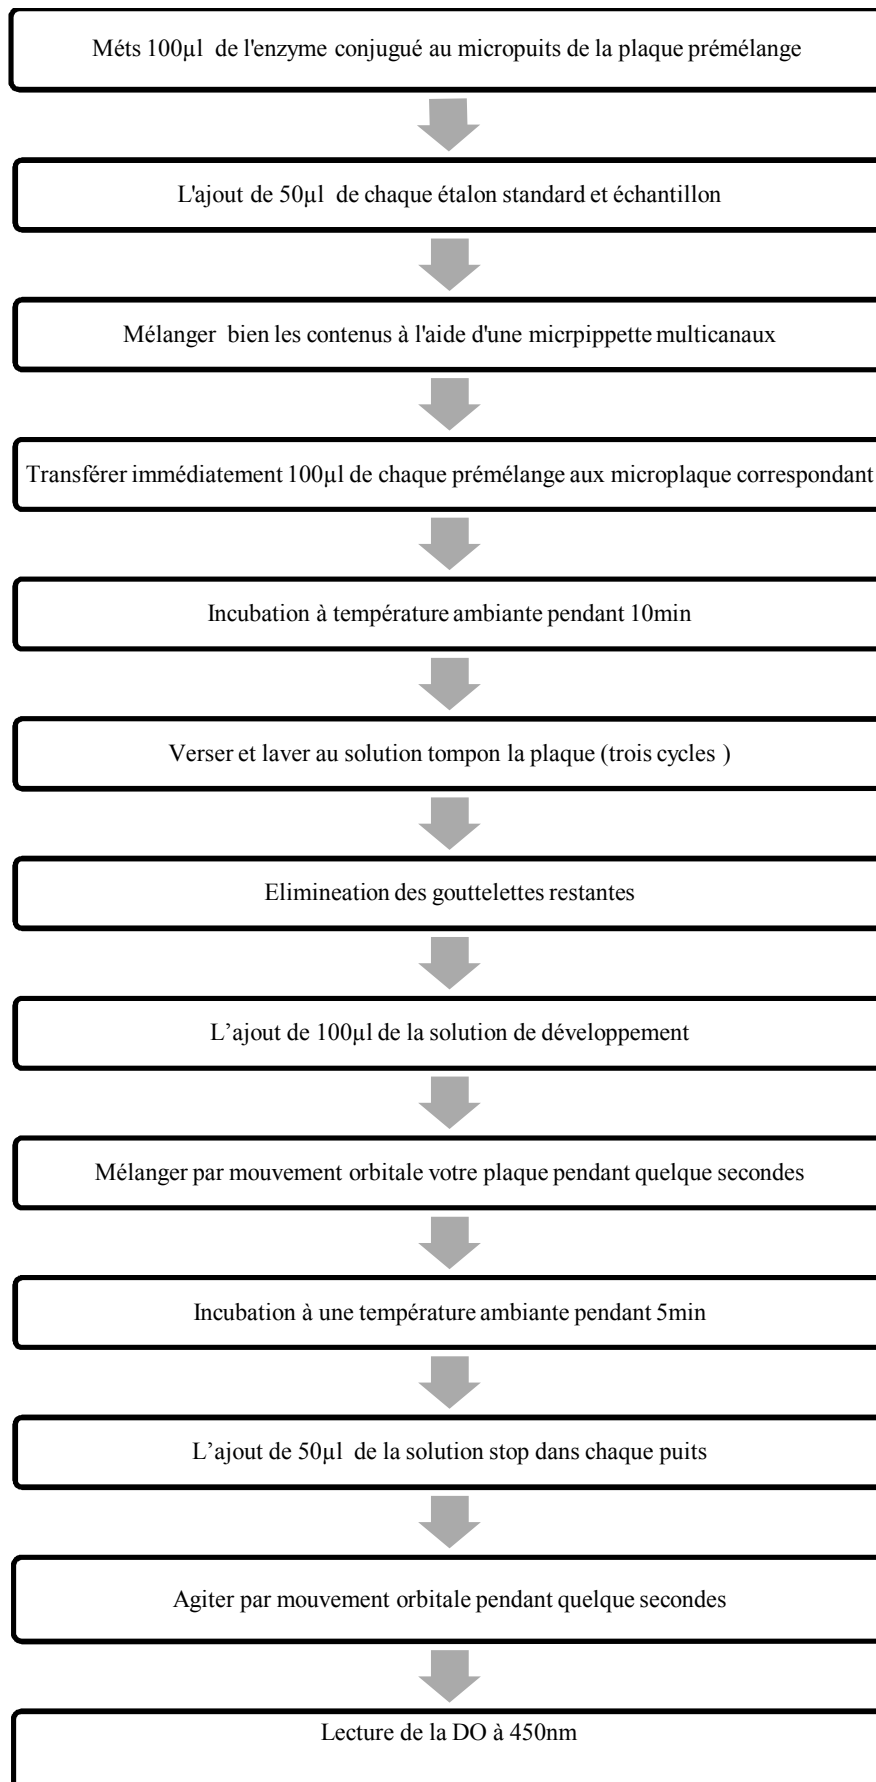 Méts 100µl de l'enzyme conjugué au micropuits de la plaque prémélange
L'ajout de 50µl de chaque étalon standard et échantillon
Mélanger bien les contenus à l'aide d'une micrpippette multicanaux
Transférer immédiatement 100µl de chaque prémélange aux microplaque correspondant
Incubation à température ambiante pendant 10min
Verser et laver au solution tompon la plaque (trois cycles )
Elimineation des gouttelettes restantes
L’ajout de 100µl de la solution de développement
Mélanger par mouvement orbitale votre plaque pendant quelque secondes
Incubation à une température ambiante pendant 5min
L’ajout de 50µl de la solution stop dans chaque puits
Agiter par mouvement orbitale pendant quelque secondes
Lecture de la DO à 450nm